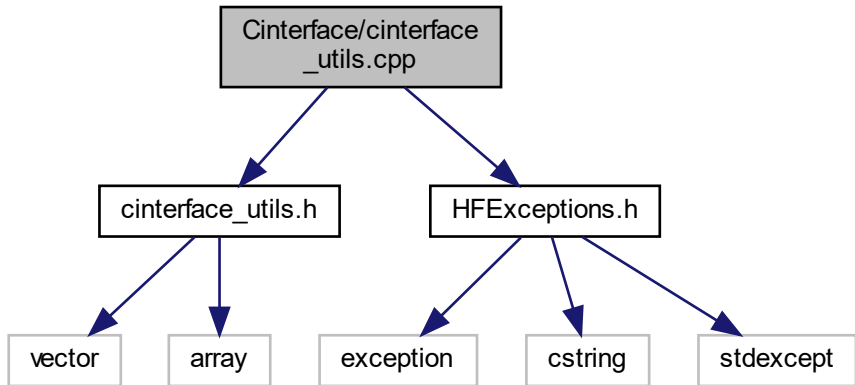 Cinterface/cinterface
_utils.cpp
cinterface_utils.h
HFExceptions.h
vector
array
exception
cstring
stdexcept